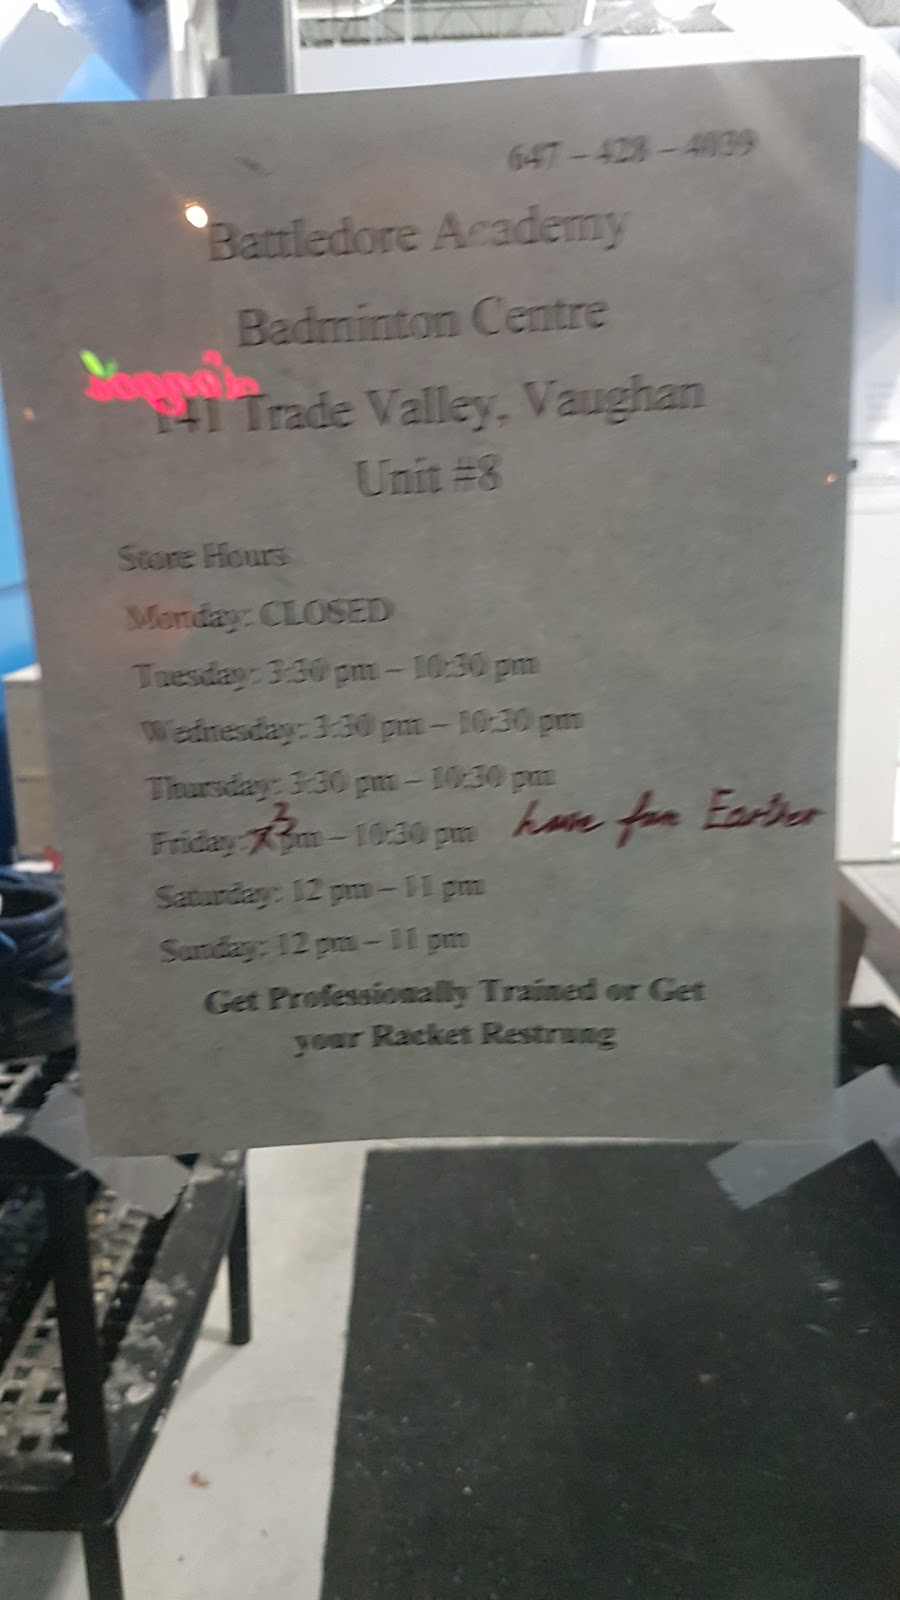 647 – 428 – 4039
Battledore Academy
Badminton Centre
141 Trade Valley, Vaughan
Unit #8
Store Hours
Monday: CLOSED
Tuesday: 3:30 pm – 10:30 pm
Wednesday: 3:30 pm – 10:30 pm
Thursday: 3:30 pm – 10:30 pm
Friday: pm – 10:30 pm
Saturday: 12 pm – 11 pm
Sunday: 12 pm – 11 pm
Get Professionally Trained or Get
your Racket Restrung